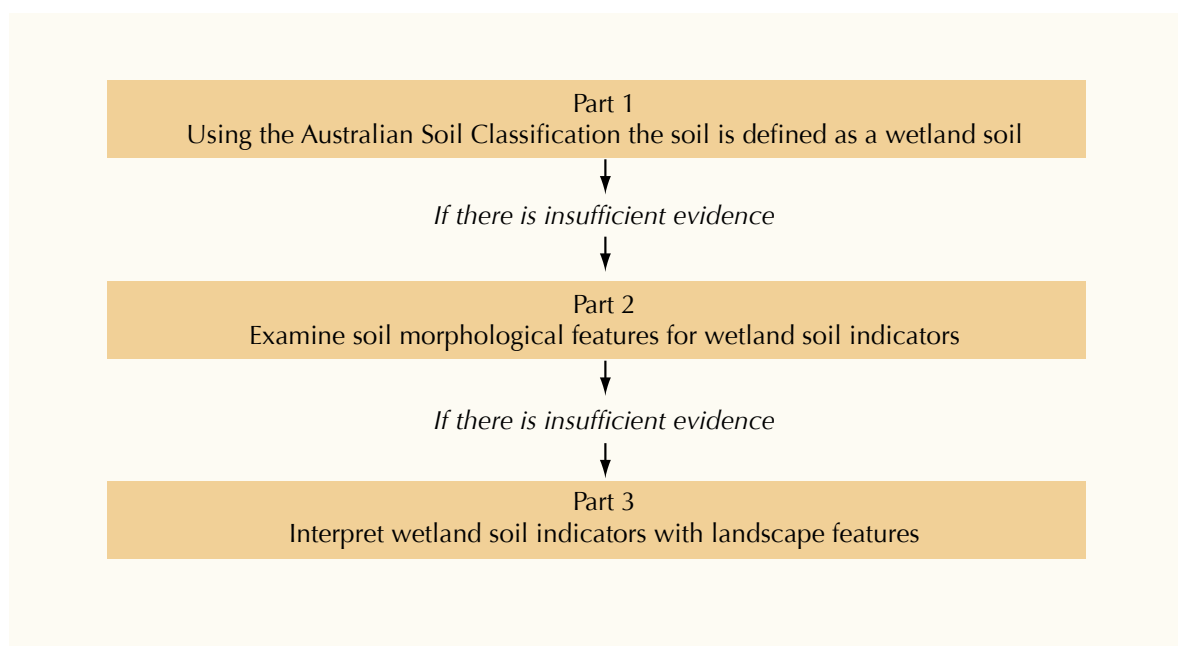 Part 1
Using the Australian Soil Classification the soil is defined as a wetland soil
If there is insufficient evidence
Part 2
Examine soil morphological features for wetland soil indicators
If there is insufficient evidence
Part 3
Interpret wetland soil indicators with landscape features